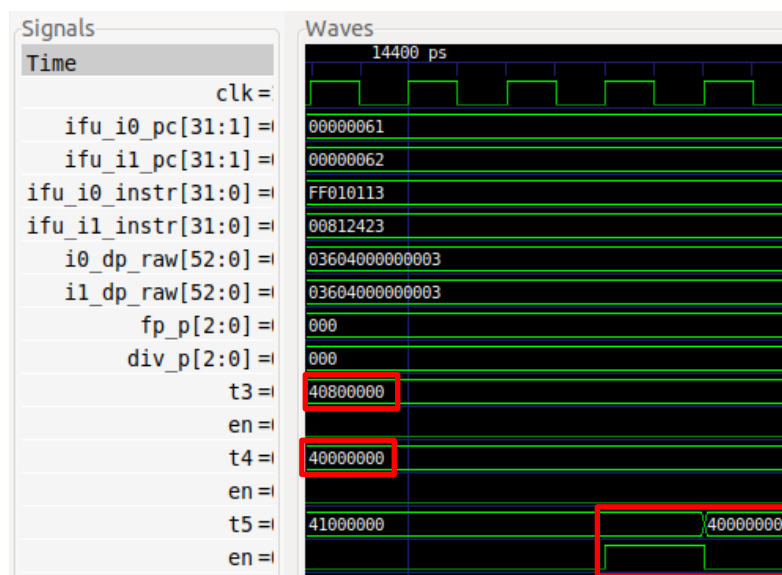 Signals
Waves
Time
14400 ps
clk =
ifu_i0_pc[31:1] =
00000061
ifu_i1_pc[31:1] =
00000062
ifu_i0_instr[31:0] =
FF010113
ifu_i1_instr[31:0] =
00812423
i0_dp_raw[52:0] =
03604000000003
i1_dp_raw[52:0] =
03604000000003
fp_p[2:0] =
000
div_p[2:0] =
000
t3 =
40800000
en =
t4 =
40000000
en =
t5 =
41000000
40000000
en =